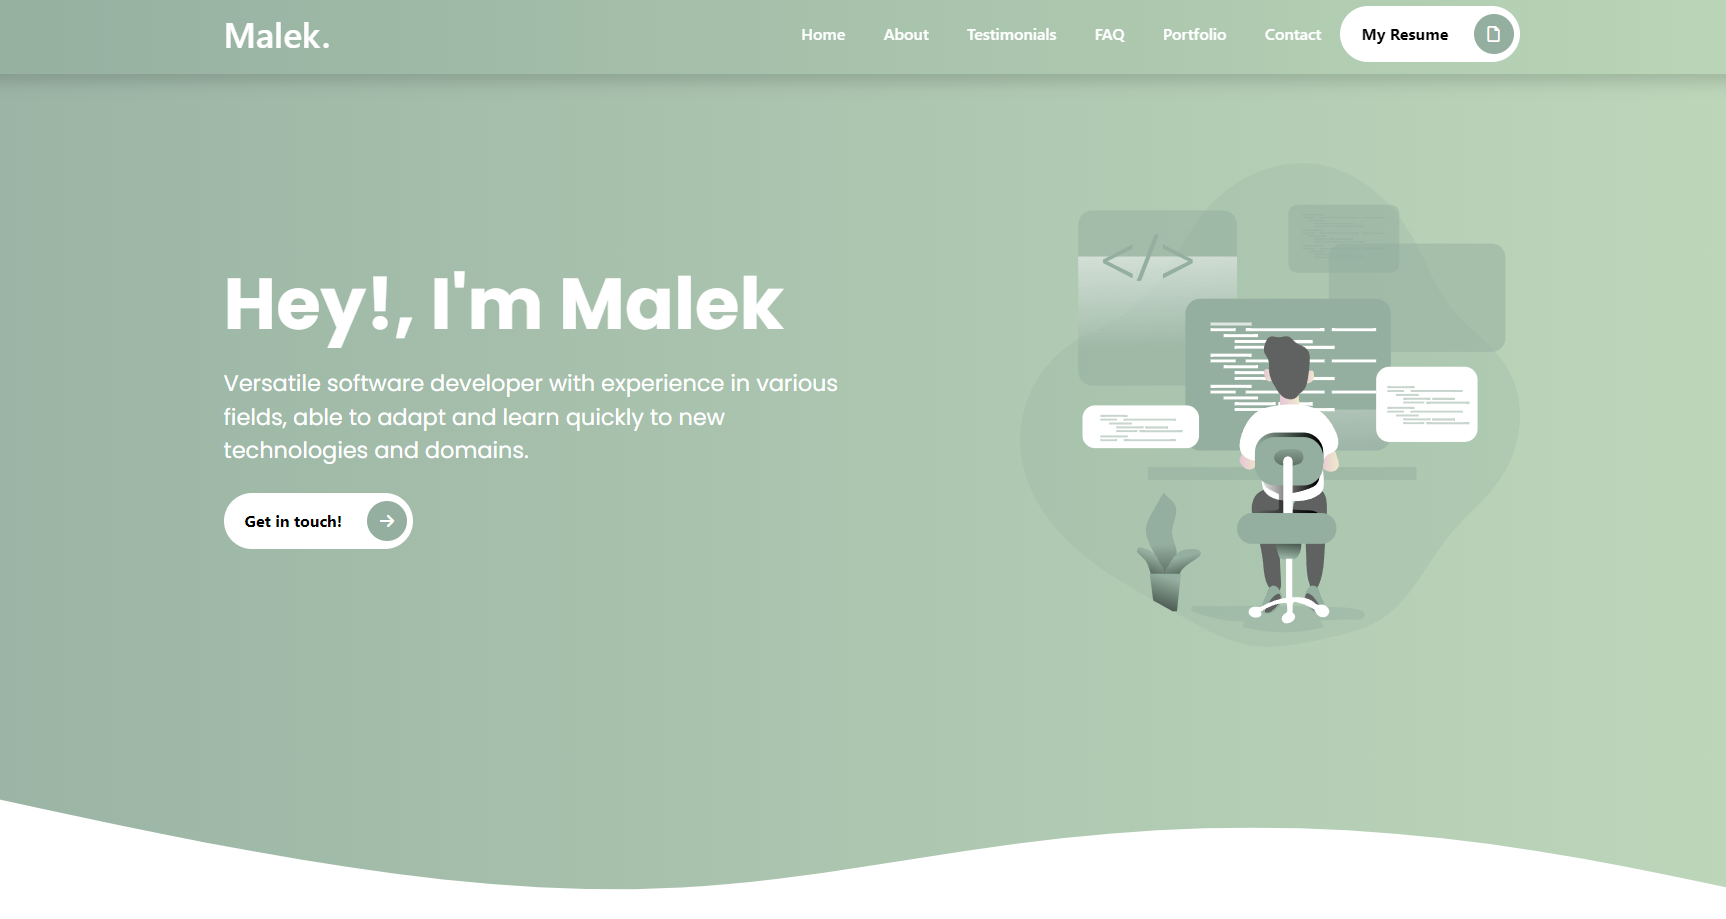 Malek.
Home About Testimonials FAQ Portfolio Contact My Resume
Hey!, I'm Malek
Versatile software developer with experience in various
fields, able to adapt and learn quickly to new
technologies and domains.
Get in touch!
</>